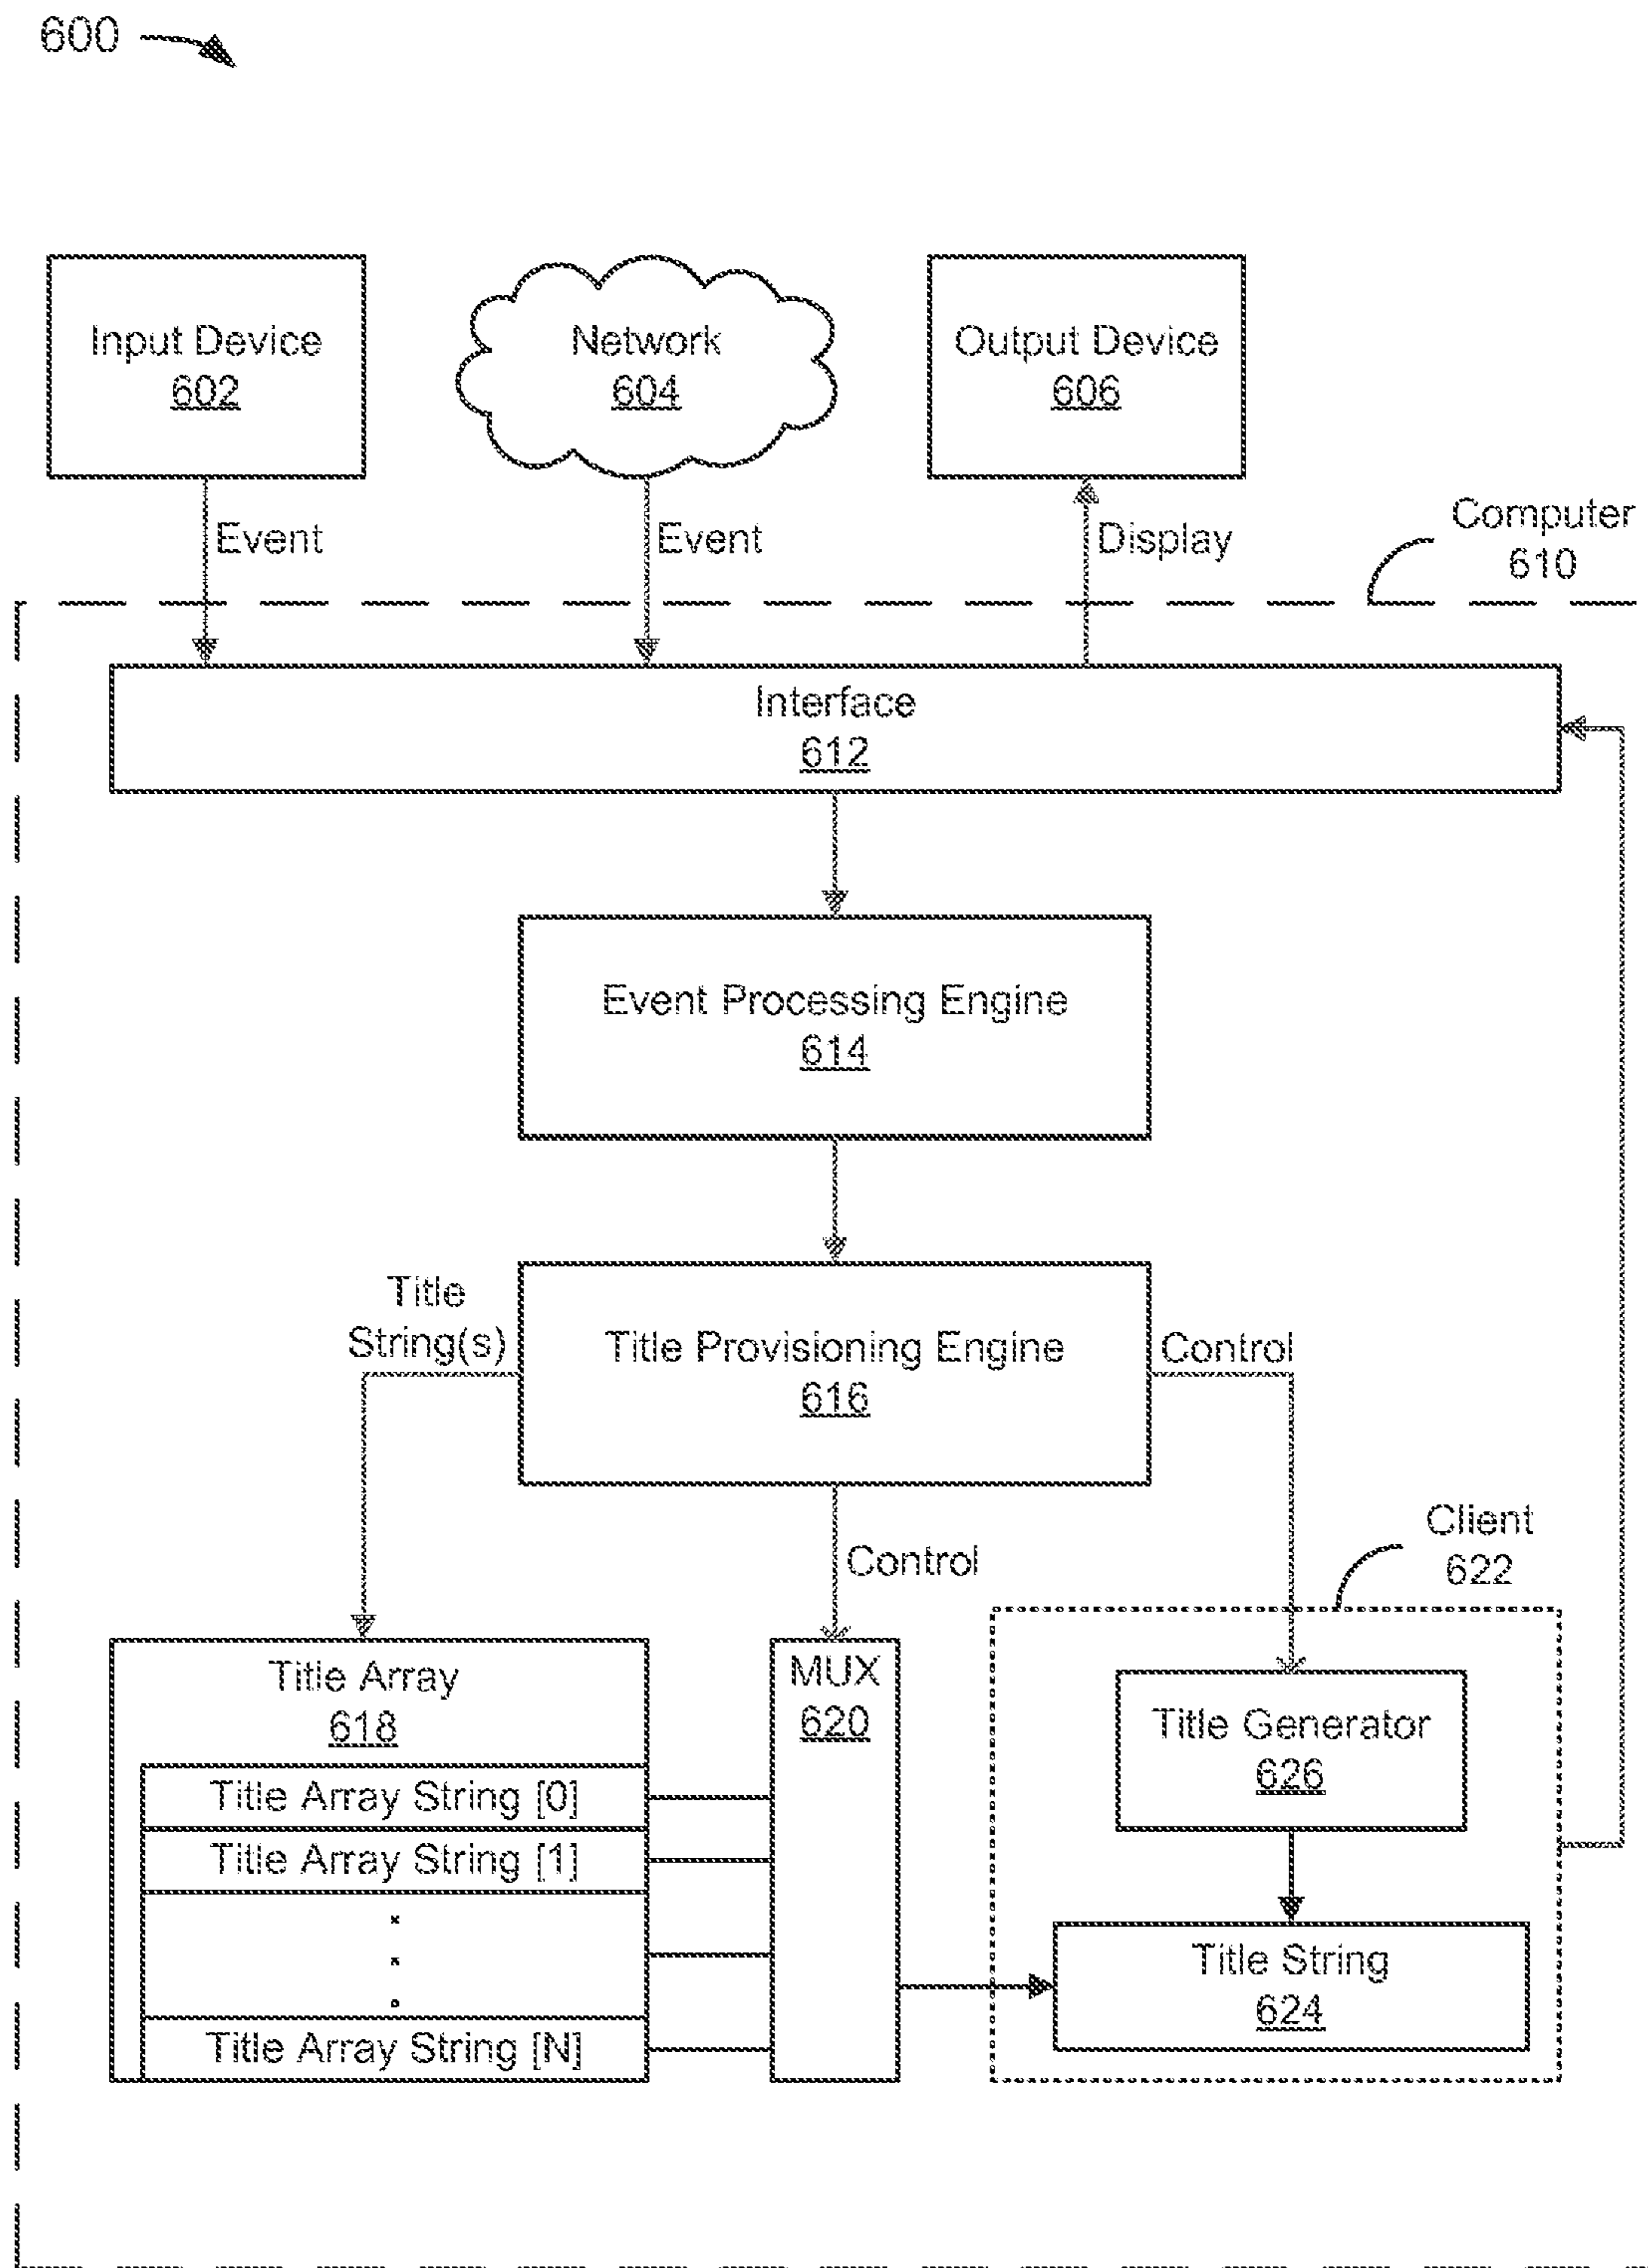 600
Input Device
602
Network
604
Output Device
606
Event
Event
Display
Computer
610
Interface
612
Event Processing Engine
614
Title
String(s)
Title Provisioning Engine
616
Control
Control
Client
622
Title Array
618
MUX
620
Title Generator
626
Title Array String [0]
Title Array String [1]
Title String
624
Title Array String [N]